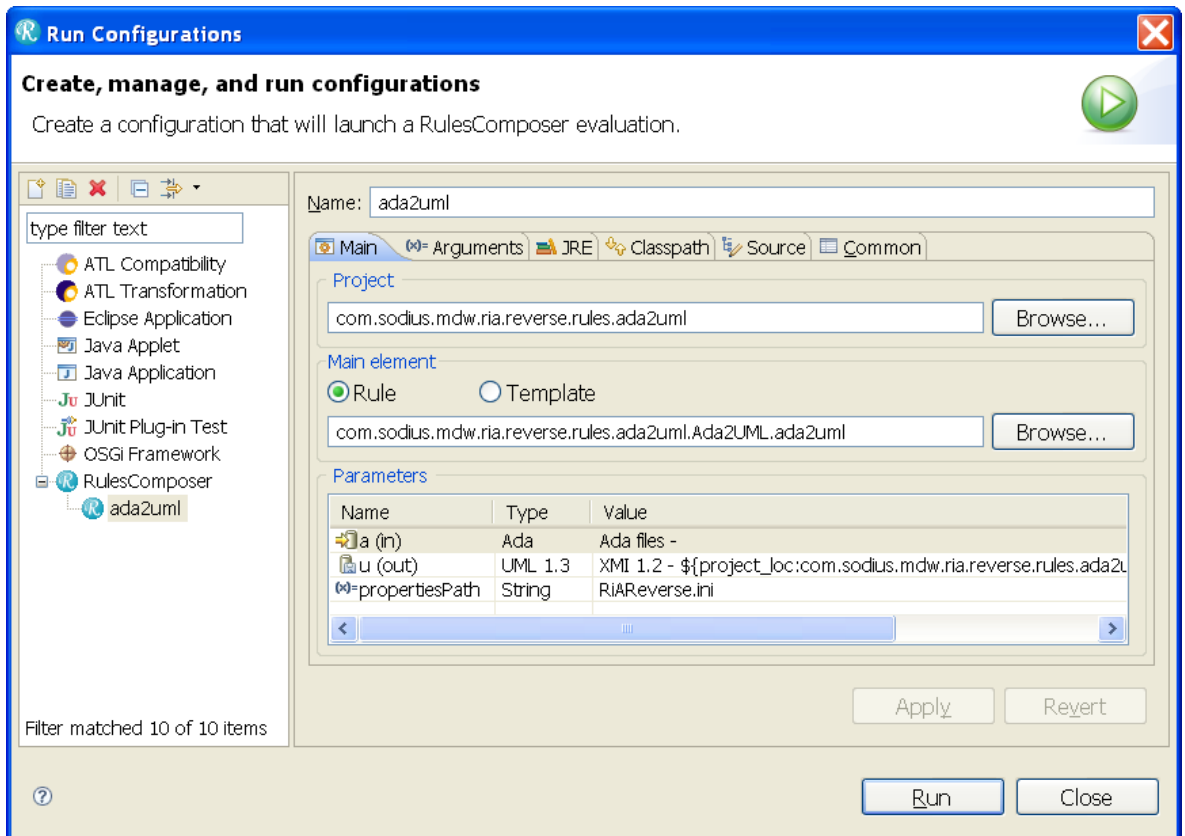 Run Configurations
Create, manage, and run configurations
Create a configuration that will launch a RulesComposer evaluation.
type filter text
ATL Compatibility
ATL Transformation
Eclipse Application
Java Applet
Java Application
JUnit
JUnit Plug-in Test
OSGi Framework
RulesComposer
ada2uml
Filter matched 10 of 10 items
Name: ada2uml
Main (x)= Arguments JRE Classpath Source Common
Project
com.sodius.mdw.ria.reverse.rules.ada2uml Browse...
Main element
Rule Template
com.sodius.mdw.ria.reverse.rules.ada2uml.Ada2UML.ada2uml Browse...
Parameters
Name Type Value
a (in) Ada Ada files -
u (out) UML 1.3 XMI 1.2 - ${project_loc:com.sodius.mdw.ria.reverse.rules.ada2u
(x)= propertiesPath String RiAReverse.ini
Apply Revert
Run Close